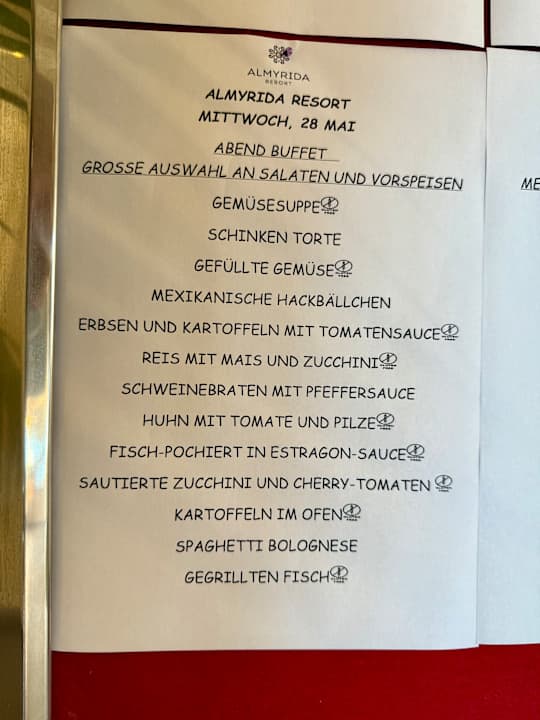 ALMYRIDA
RESORT
ALMYRIDA RESORT
MITTWOCH, 28 MAI
ABEND BUFFET
GROSSE AUSWAHL AN SALATEN UND VORSPEISEN
GEMÜSESUPPE
SCHINKEN TORTE
GEFÜLLTE GEMÜSE
MEXIKANISCHE HACKBÄLLCHEN
ERBSEN UND KARTOFFELN MIT TOMATENSAUCE
REIS MIT MAIS UND ZUCCHINI
SCHWEINEBRATEN MIT PFEFFERSAUCE
HUHN MIT TOMATE UND PILZE
FISCH-POCHIERT IN ESTRAGON-SAUCE
SAUTIERTE ZUCCHINI UND CHERRY-TOMATEN
KARTOFFELN IM OFEN
SPAGHETTI BOLOGNESE
GEGRILLTEN FISCH
ME